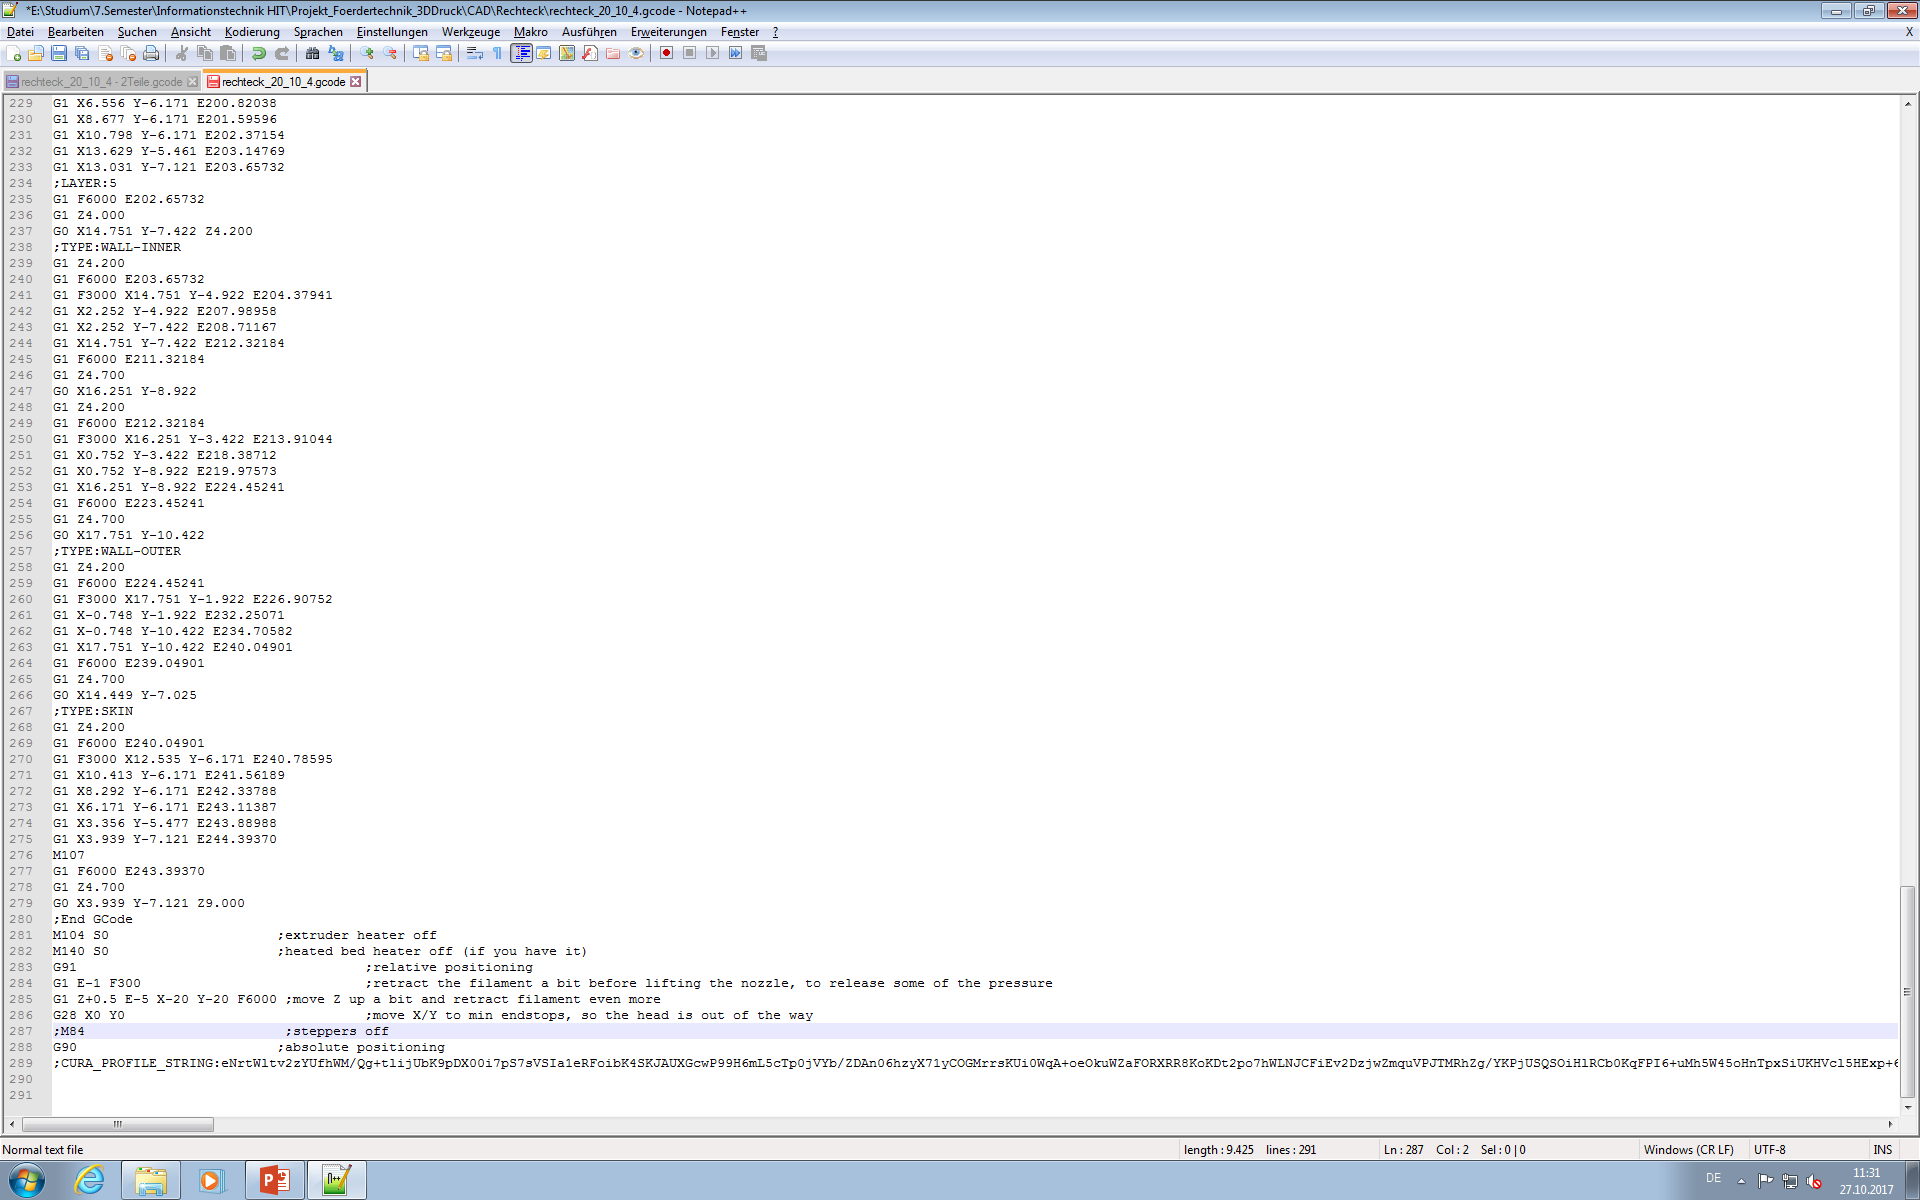 *E:\Studium\7.Semester\Informationstechnik HIT\Projekt_Foerdertechnik_3DDruck\CAD\Rechteck\rechteck_20_10_4.gcode - Notepad++
Datei Bearbeiten Suchen Ansicht Kodierung Sprachen Einstellungen Werkzeuge Makro Ausführen Erweiterungen Fenster ? X
rechteck_20_10_4 - 2Teile.gcode rechteck_20_10_4.gcode
229 G1 X6.556 Y-6.171 E200.82038
230 G1 X8.677 Y-6.171 E201.59596
231 G1 X10.798 Y-6.171 E202.37154
232 G1 X13.629 Y-5.461 E203.14769
233 G1 X13.031 Y-7.121 E203.65732
234 ;LAYER:5
235 G1 F6000 E202.65732
236 G1 Z4.000
237 G0 X14.751 Y-7.422 Z4.200
238 ;TYPE:WALL-INNER
239 G1 Z4.200
240 G1 F6000 E203.65732
241 G1 F3000 X14.751 Y-4.922 E204.37941
242 G1 X2.252 Y-4.922 E207.98958
243 G1 X2.252 Y-7.422 E208.71167
244 G1 X14.751 Y-7.422 E212.32184
245 G1 F6000 E211.32184
246 G1 Z4.700
247 G0 X16.251 Y-8.922
248 G1 Z4.200
249 G1 F6000 E212.32184
250 G1 F3000 X16.251 Y-3.422 E213.91044
251 G1 X0.752 Y-3.422 E218.38712
252 G1 X0.752 Y-8.922 E219.97573
253 G1 X16.251 Y-8.922 E224.45241
254 G1 F6000 E223.45241
255 G1 Z4.700
256 G0 X17.751 Y-10.422
257 ;TYPE:WALL-OUTER
258 G1 Z4.200
259 G1 F6000 E224.45241
260 G1 F3000 X17.751 Y-1.922 E226.90752
261 G1 X-0.748 Y-1.922 E232.25071
262 G1 X-0.748 Y-10.422 E234.70582
263 G1 X17.751 Y-10.422 E240.04901
264 G1 F6000 E239.04901
265 G1 Z4.700
266 G0 X14.449 Y-7.025
267 ;TYPE:SKIN
268 G1 Z4.200
269 G1 F6000 E240.04901
270 G1 F3000 X12.535 Y-6.171 E240.78595
271 G1 X10.413 Y-6.171 E241.56189
272 G1 X8.292 Y-6.171 E242.33788
273 G1 X6.171 Y-6.171 E243.11387
274 G1 X3.356 Y-5.477 E243.88988
275 G1 X3.939 Y-7.121 E244.39370
276 M107
277 G1 F6000 E243.39370
278 G1 Z4.700
279 G0 X3.939 Y-7.121 Z9.000
280 ;End GCode
281 M104 S0 ;extruder heater off
282 M140 S0 ;heated bed heater off (if you have it)
283 G91 ;relative positioning
284 G1 E-1 F300 ;retract the filament a bit before lifting the nozzle, to release some of the pressure
285 G1 Z+0.5 E-5 X-20 Y-20 F6000 ;move Z up a bit and retract filament even more
286 G28 X0 Y0 ;move X/Y to min endstops, so the head is out of the way
287 ;M84 ;steppers off
288 G90 ;absolute positioning
289 ;CURA_PROFILE_STRING:eNrtWltv2zYUfhWM/Qg+tlijUbK9pDX00i7pS7sVSIa1eRFoibK4SKJAUXGcwP99H6mL5cTp0jVYb/ZDAn06hzyX71yCOGMrrsKUi0WqA+oeOkuWZaFORXRR8KoKDt2po7hWLNJCFiEv2DzjwZmquVPJTMRhZg/YKPjUSQSOiHlRCb0KqFPI6+uMh5W45oHnTpxSiUKHVcl5HExp+6
290
291
Normal text file length : 9.425 lines : 291 Ln : 287 Col : 2 Sel : 0 | 0 Windows (CR LF) UTF-8 INS
DE 11:31
27.10.2017